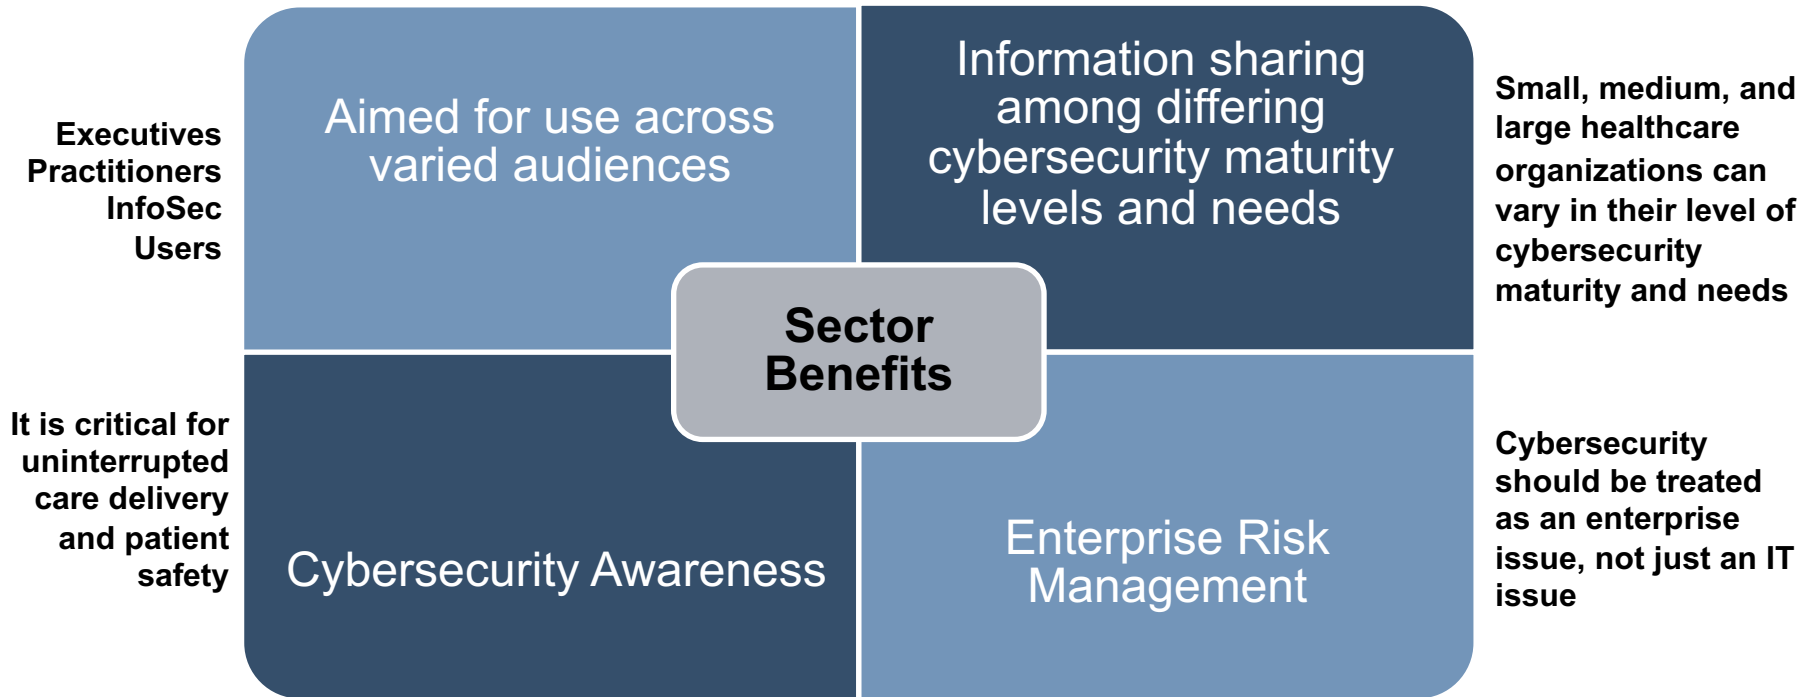 Executives
Practitioners
InfoSec
Users
Aimed for use across
varied audiences
Information sharing
among differing
cybersecurity maturity
levels and needs
Small, medium, and
large healthcare
organizations can
vary in their level of
cybersecurity
maturity and needs
Sector
Benefits
It is critical for
uninterrupted
care delivery
and patient
safety
Cybersecurity Awareness
Enterprise Risk
Management
Cybersecurity
should be treated
as an enterprise
issue, not just an IT
issue